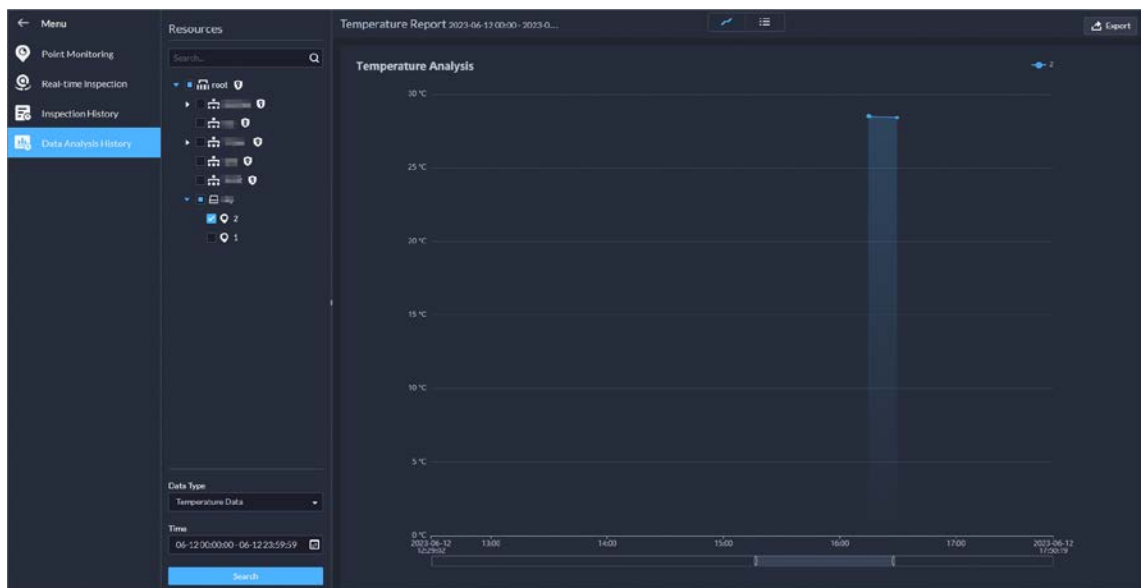 Menu
Point Monitoring
Real-time Inspection
Inspection History
Data Analysis History
Resources
Search...
root
2
1
Data Type
Temperature Data
Time
06-12 00:00:00 - 06-12 23:59:59
Search
Temperature Report 2023-06-12 00:00 - 2023-0...
Export
Temperature Analysis
2
30 °C
25 °C
20 °C
15 °C
10 °C
5 °C
0 °C
2023-06-12
12:29:02
13:00
14:00
15:00
16:00
17:00
2023-06-12
17:50:19